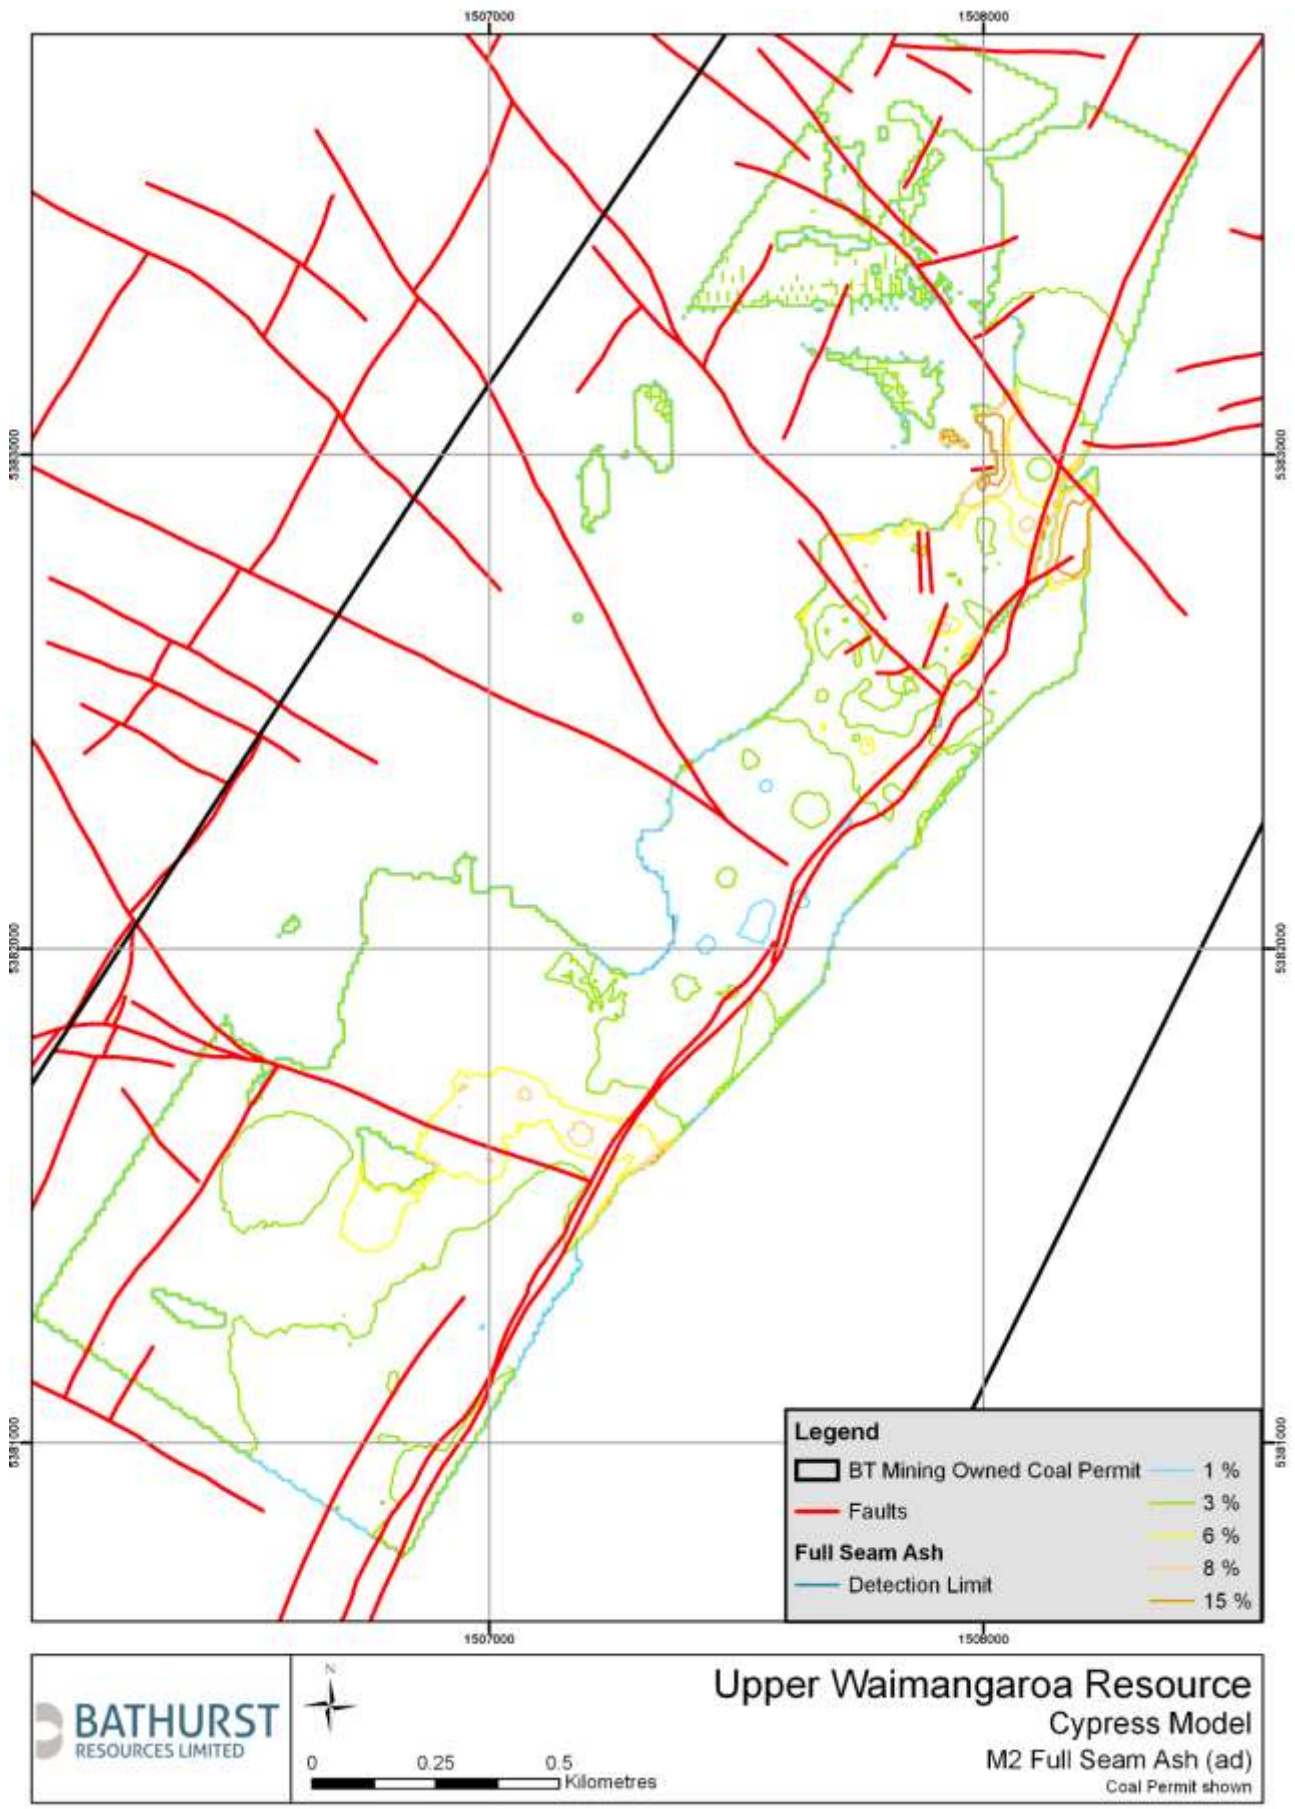 1507000
1508000
5383000
5383000
5382000
5382000
5381000
5381000
Legend
BT Mining Owned Coal Permit
Faults
Full Seam Ash
Detection Limit
1 %
3 %
6 %
8 %
15 %
1507000
1508000
BATHURST
RESOURCES LIMITED
N
0 0.25 0.5
Kilometres
Upper Waimangaroa Resource
Cypress Model
M2 Full Seam Ash (ad)
Coal Permit shown